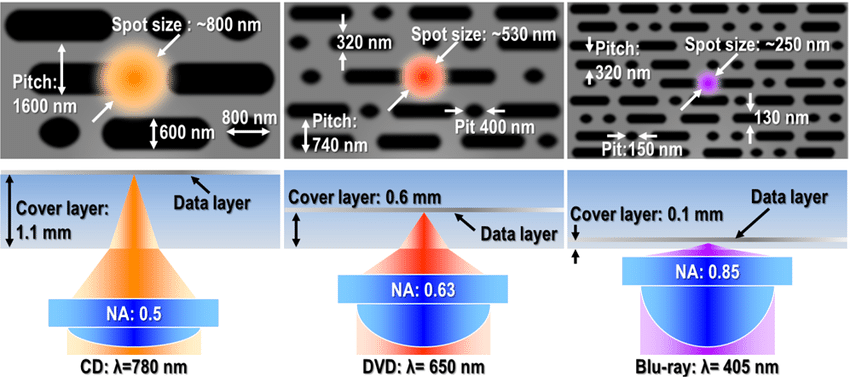 Spot size: ~800 nm
Pitch:
1600 nm
600 nm
800 nm
Cover layer:
1.1 mm
Data layer
NA: 0.5
CD: λ=780 nm
320 nm
Spot size: ~530 nm
Pitch:
740 nm
Pit 400 nm
Cover layer: 0.6 mm
Data layer
NA: 0.63
DVD: λ= 650 nm
Pitch:
320 nm
Spot size: ~250 nm
130 nm
Pit:150 nm
Cover layer: 0.1 mm
Data layer
NA: 0.85
Blu-ray: λ= 405 nm